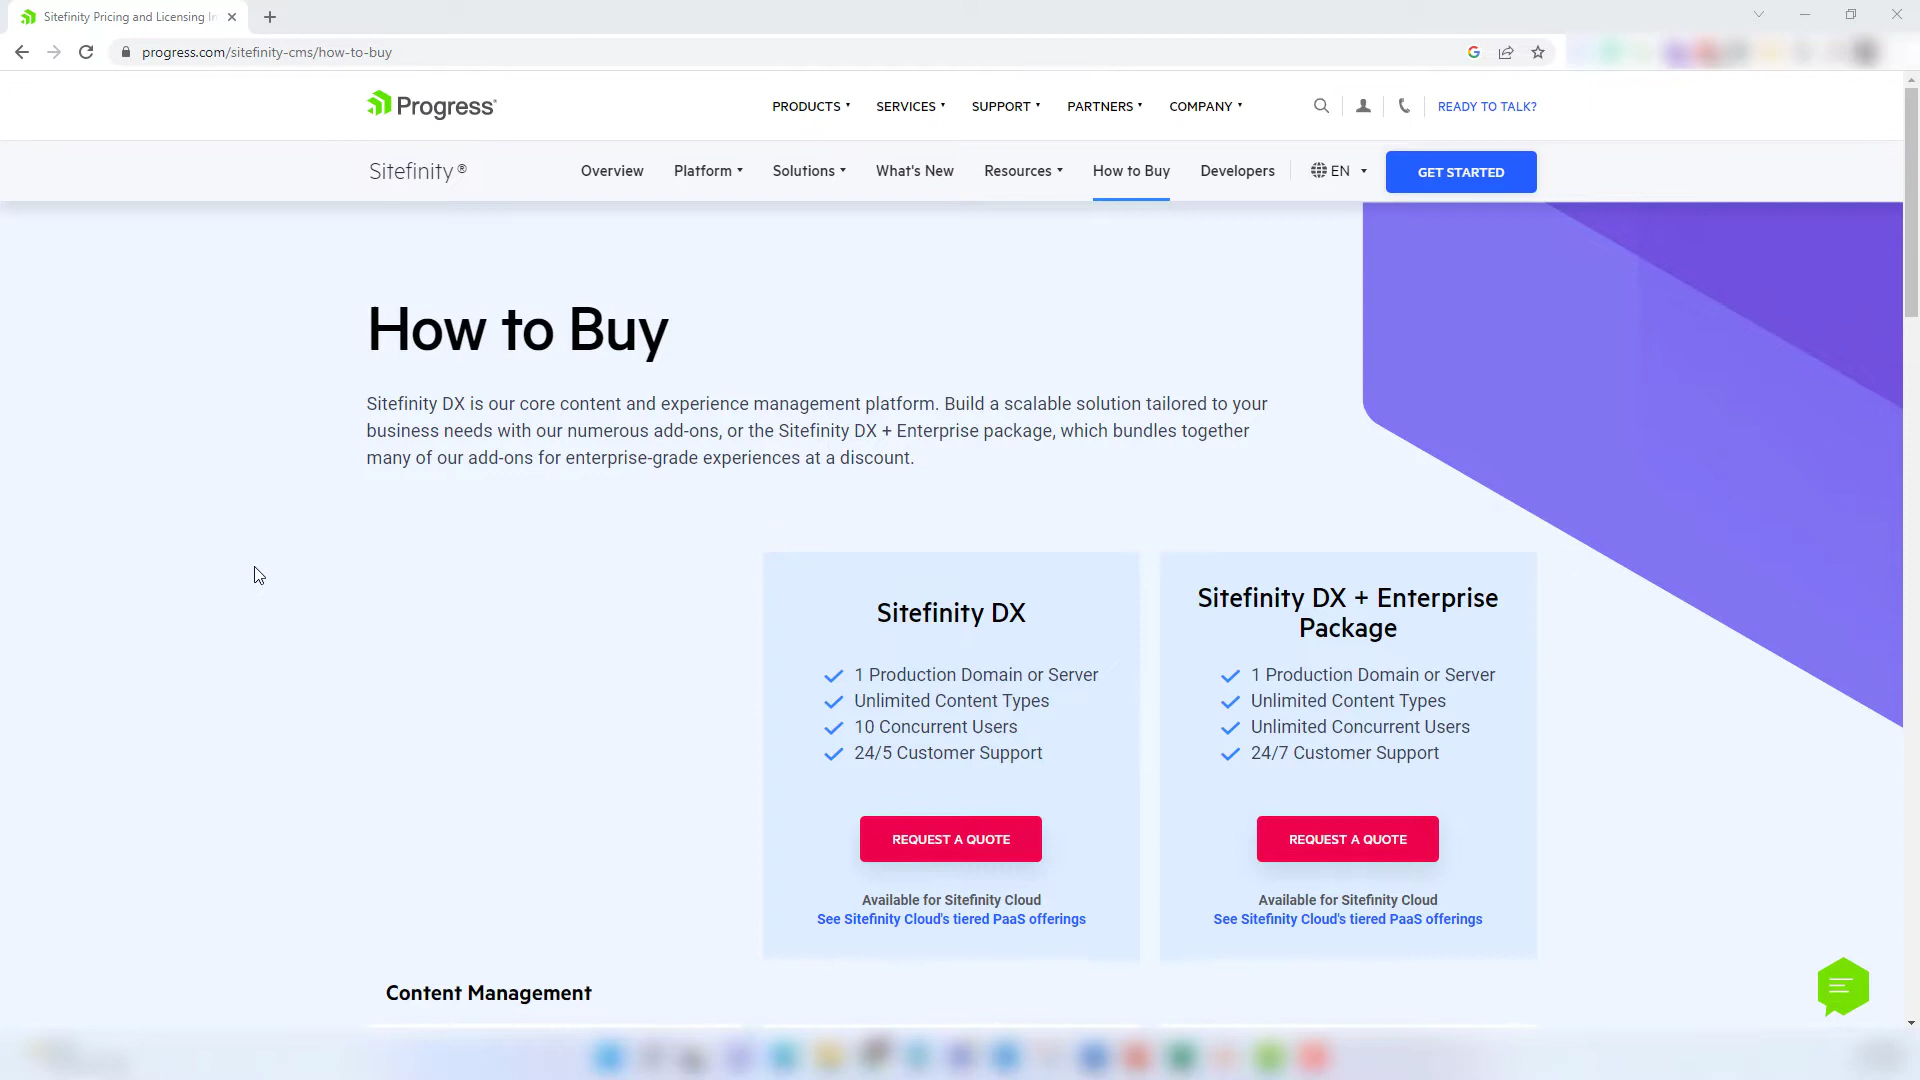 Sitefinity Pricing and Licensing In
progress.com/sitefinity-cms/how-to-buy
Progress
PRODUCTS
SERVICES
SUPPORT
PARTNERS
COMPANY
READY TO TALK?
Sitefinity ®
Overview
Platform
Solutions
What's New
Resources
How to Buy
Developers
EN
GET STARTED
How to Buy
Sitefinity DX is our core content and experience management platform. Build a scalable solution tailored to your
business needs with our numerous add-ons, or the Sitefinity DX + Enterprise package, which bundles together
many of our add-ons for enterprise-grade experiences at a discount.
Sitefinity DX
1 Production Domain or Server
Unlimited Content Types
10 Concurrent Users
24/5 Customer Support
REQUEST A QUOTE
Available for Sitefinity Cloud
See Sitefinity Cloud's tiered PaaS offerings
Sitefinity DX + Enterprise
Package
1 Production Domain or Server
Unlimited Content Types
Unlimited Concurrent Users
24/7 Customer Support
REQUEST A QUOTE
Available for Sitefinity Cloud
See Sitefinity Cloud's tiered PaaS offerings
Content Management